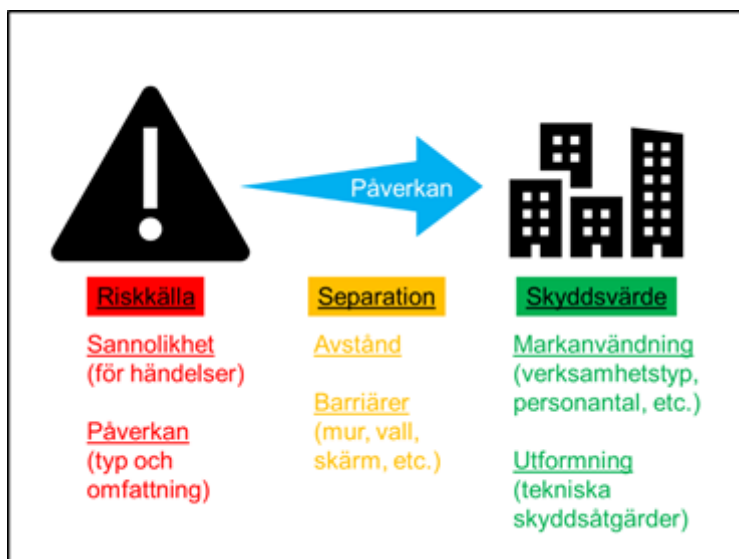 Påverkan
Riskkälla
Sannolikhet
(för händelser)
Påverkan
(typ och
omfattning)
Separation
Avstånd
Barriärer
(mur, vall,
skärm, etc.)
Skyddsvärde
Markanvändning
(verksamhetstyp,
personantal, etc.)
Utformning
(tekniska
skyddsåtgärder)